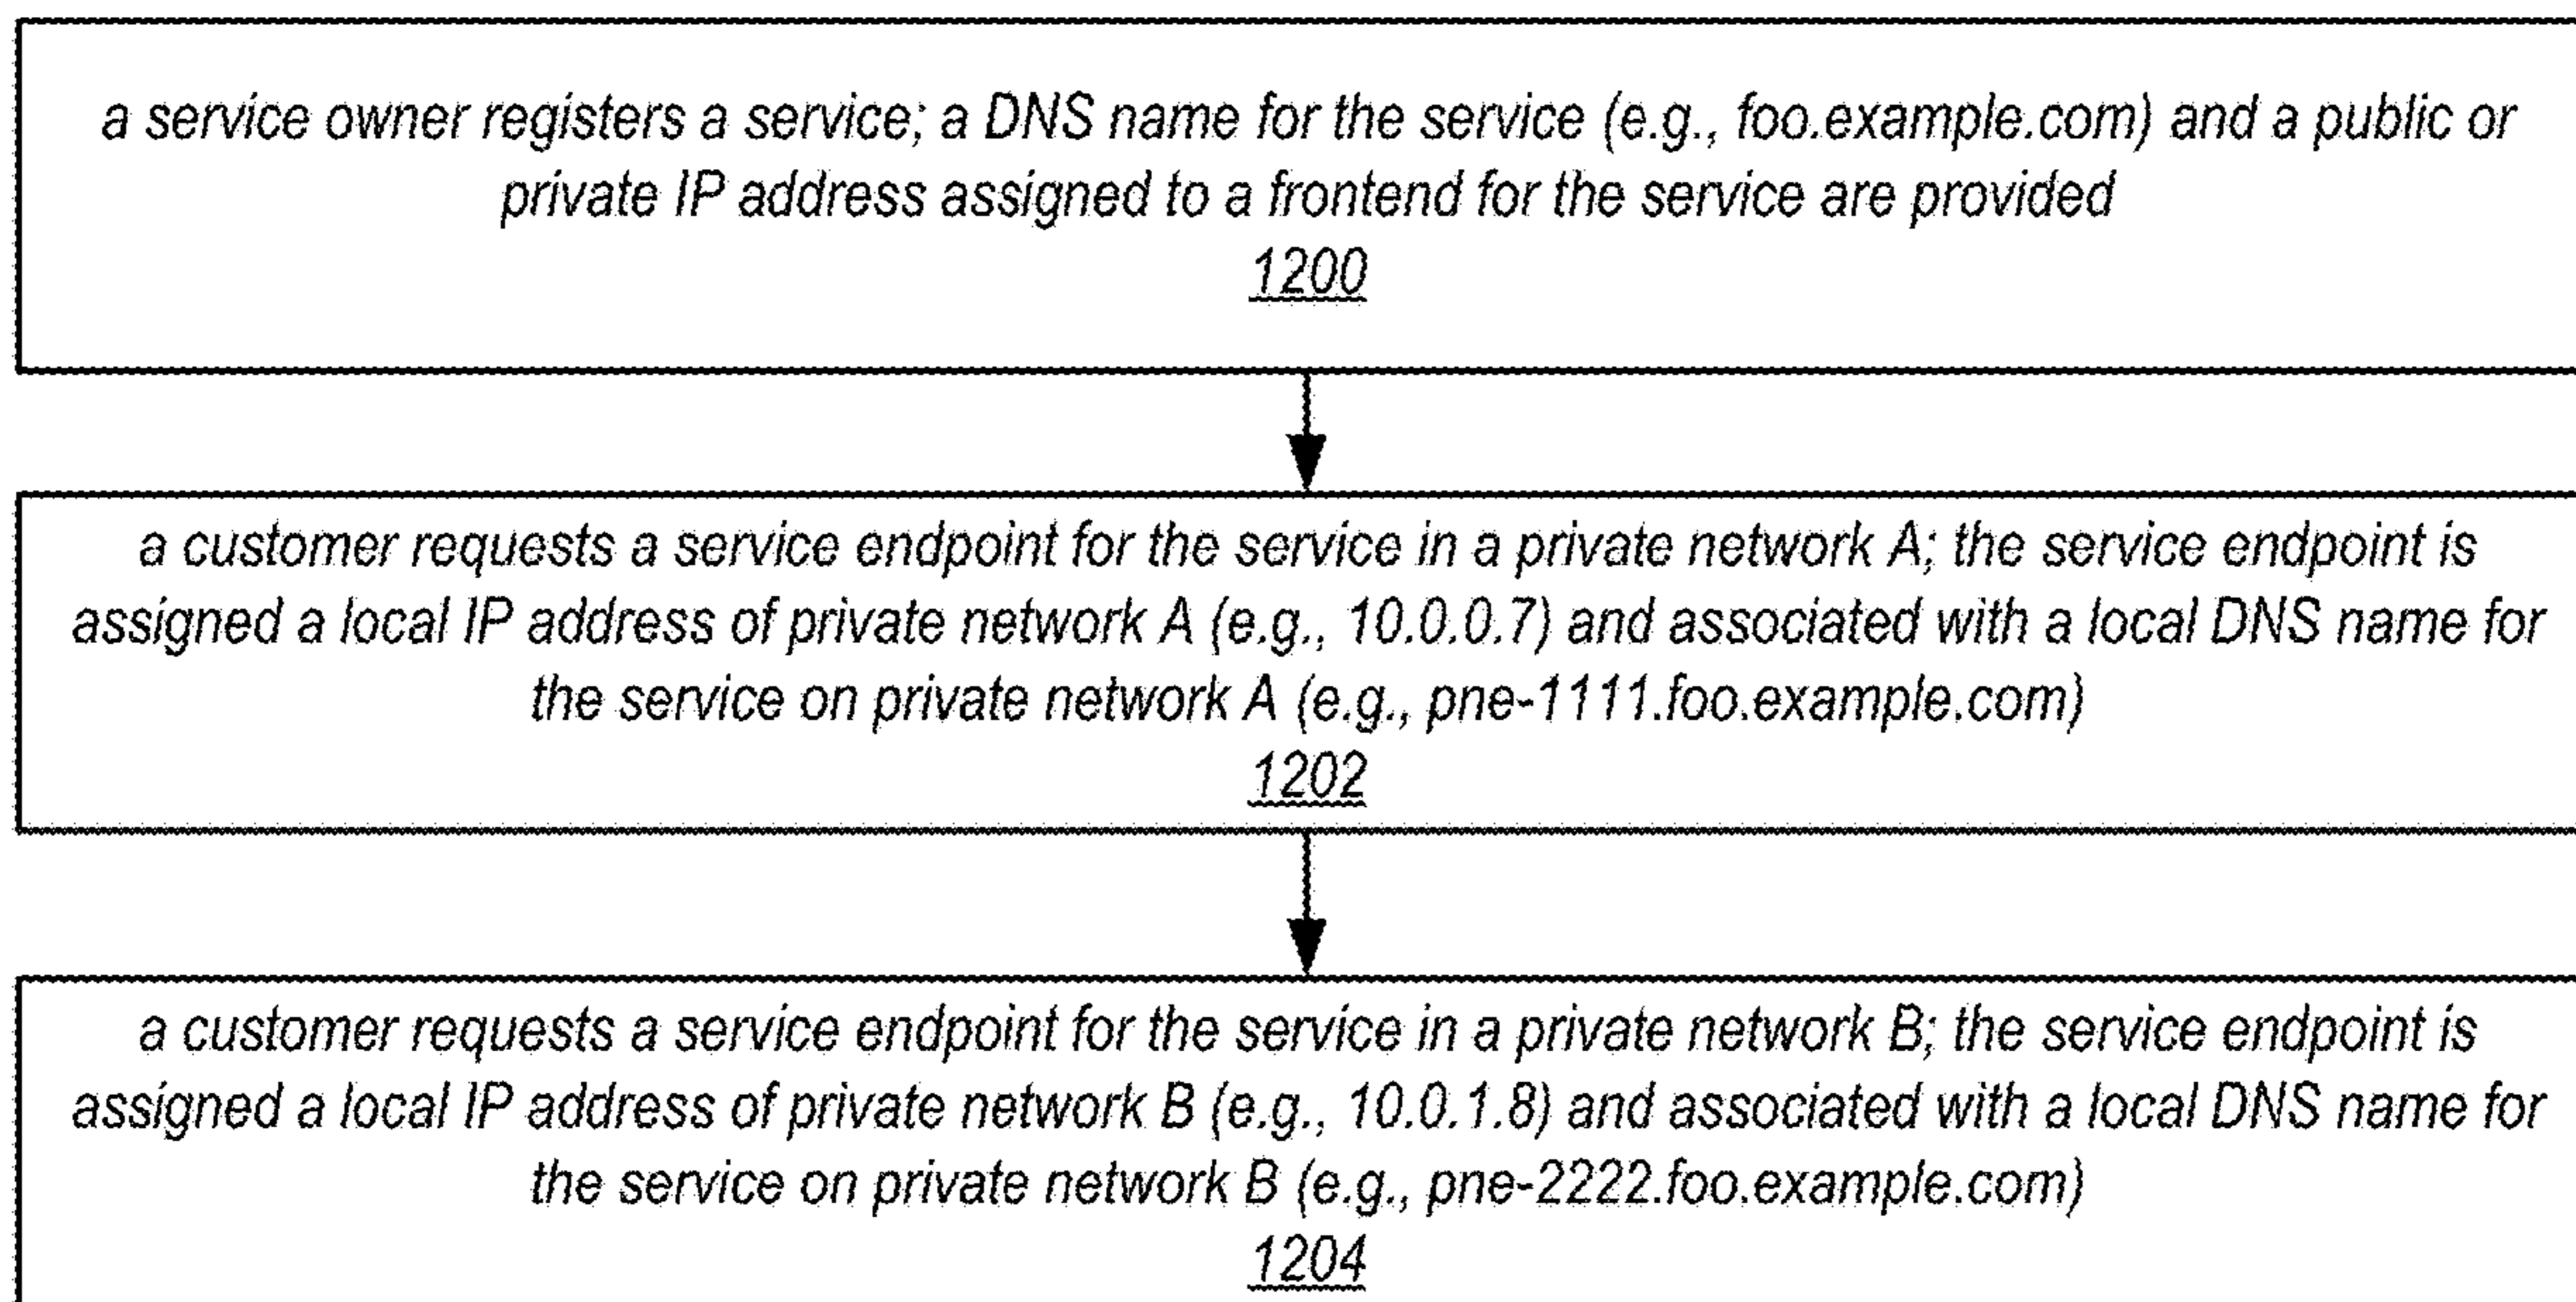 a service owner registers a service; a DNS name for the service (e.g., foo.example.com) and a public or
private IP address assigned to a frontend for the service are provided
1200
a customer requests a service endpoint for the service in a private network A; the service endpoint is
assigned a local IP address of private network A (e.g., 10.0.0.7) and associated with a local DNS name for
the service on private network A (e.g., pne-1111.foo.example.com)
1202
a customer requests a service endpoint for the service in a private network B; the service endpoint is
assigned a local IP address of private network B (e.g., 10.0.1.8) and associated with a local DNS name for
the service on private network B (e.g., pne-2222.foo.example.com)
1204